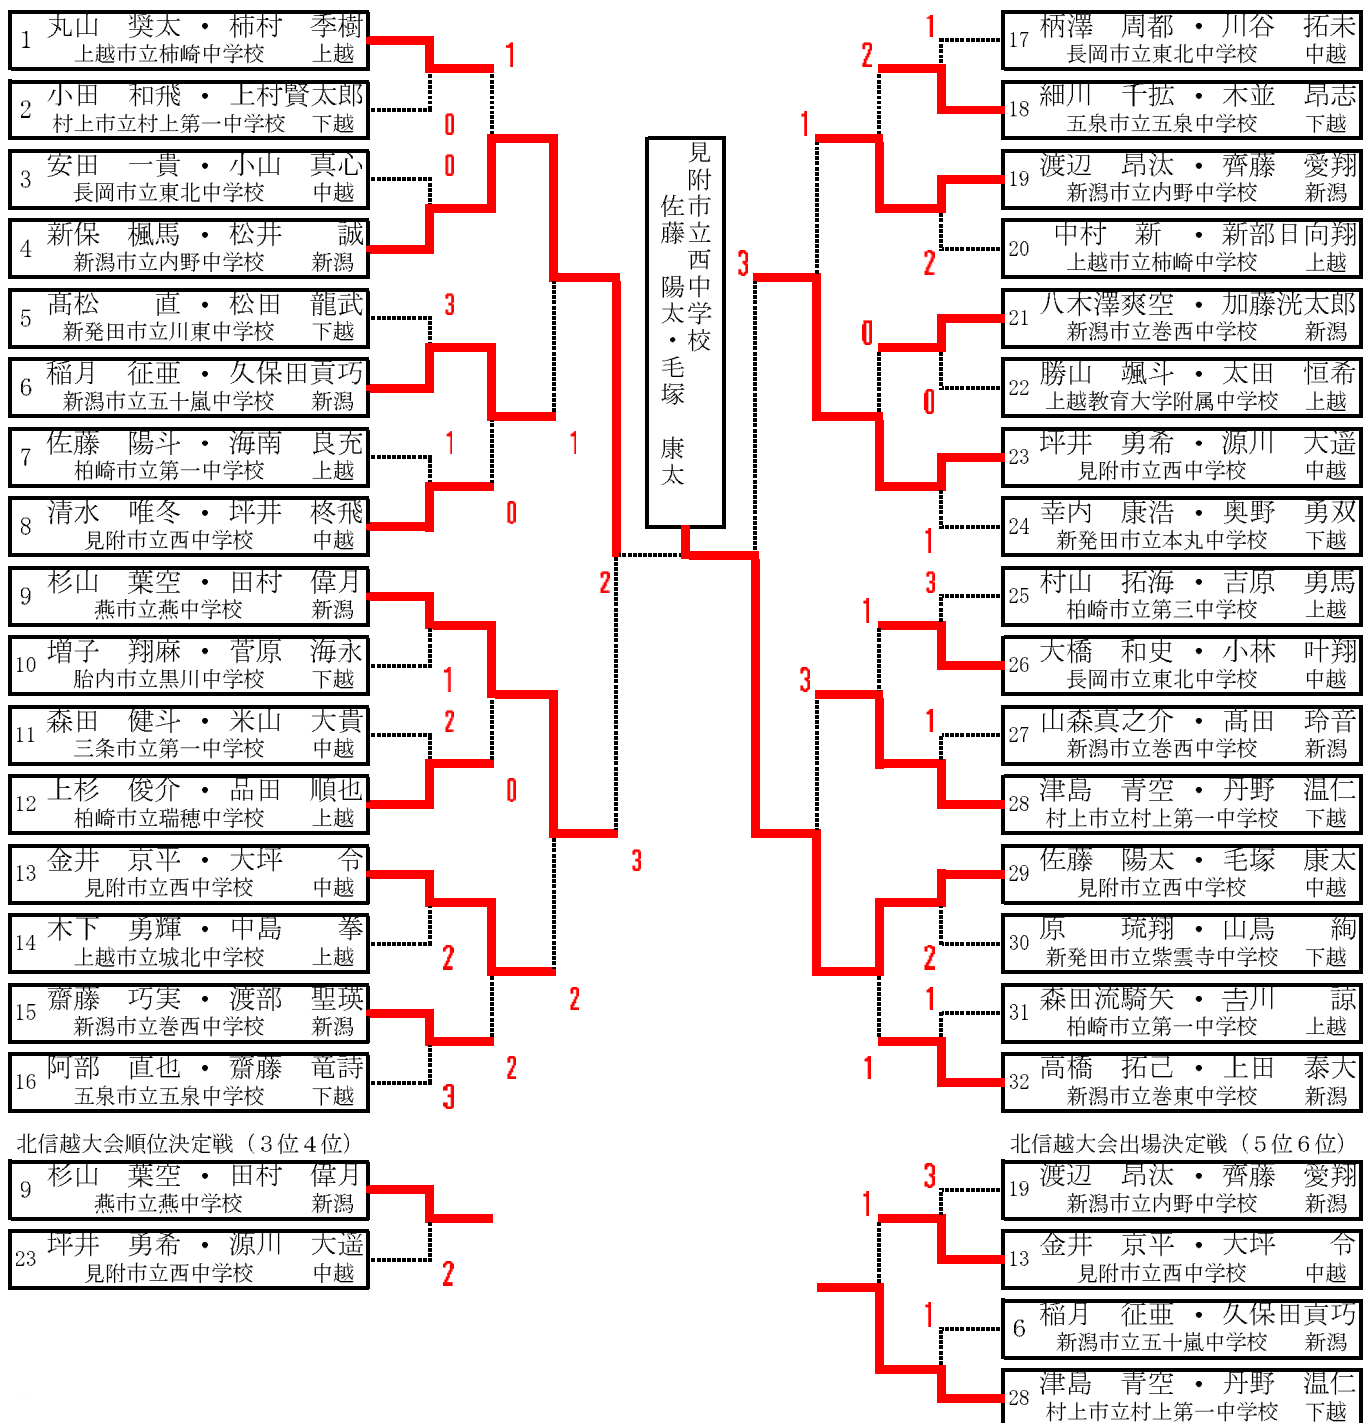 1 丸山 奨太 ・ 柿村 季樹
上越市立柿崎中学校 上越
2 小田 和飛 ・ 上村賢太郎
村上市立村上第一中学校 下越
3 安田 一貴 ・ 小山 真心
長岡市立東北中学校 中越
4 新保 楓馬 ・ 松井 誠
新潟市立内野中学校 新潟
5 髙松 直 ・ 松田 龍武
新発田市立川東中学校 下越
6 稲月 征亜 ・ 久保田貢巧
新潟市立五十嵐中学校 新潟
7 佐藤 陽斗 ・ 海南 良充
柏崎市立第一中学校 上越
8 清水 唯冬 ・ 坪井 柊飛
見附市立西中学校 中越
9 杉山 葉空 ・ 田村 偉月
燕市立燕中学校 新潟
10 増子 翔麻 ・ 菅原 海永
胎内市立黒川中学校 下越
11 森田 健斗 ・ 米山 大貴
三条市立第一中学校 中越
12 上杉 俊介 ・ 品田 順也
柏崎市立瑞穂中学校 上越
13 金井 京平 ・ 大坪 令
見附市立西中学校 中越
14 木下 勇輝 ・ 中島 拳
上越市立城北中学校 上越
15 齋藤 巧実 ・ 渡部 聖瑛
新潟市立巻西中学校 新潟
16 阿部 直也 ・ 齋藤 竜詩
五泉市立五泉中学校 下越
1
0
0
3
1
1
0
2
1
2
0
3
2
2
2
3
見附市立西中学校
佐藤 陽太・毛塚 康太
1
2
1
2
3
0
0
1
3
1
3
1
2
1
1
17 柄澤 周都 ・ 川谷 拓未
長岡市立東北中学校 中越
18 細川 千拡 ・ 木並 昂志
五泉市立五泉中学校 下越
19 渡辺 昂汰 ・ 齊藤 愛翔
新潟市立内野中学校 新潟
20 中村 新 ・ 新部日向翔
上越市立柿崎中学校 上越
21 八木澤爽空 ・ 加藤洸太郎
新潟市立巻西中学校 新潟
22 勝山 颯斗 ・ 太田 恒希
上越教育大学附属中学校 上越
23 坪井 勇希 ・ 源川 大遥
見附市立西中学校 中越
24 幸内 康浩 ・ 奥野 勇双
新発田市立本丸中学校 下越
25 村山 拓海 ・ 吉原 勇馬
柏崎市立第三中学校 上越
26 大橋 和史 ・ 小林 叶翔
長岡市立東北中学校 中越
27 山森真之介 ・ 髙田 玲音
新潟市立巻西中学校 新潟
28 津島 青空 ・ 丹野 温仁
村上市立村上第一中学校 下越
29 佐藤 陽太 ・ 毛塚 康太
見附市立西中学校 中越
30 原 琉翔 ・ 山鳥 絢
新発田市立紫雲寺中学校 下越
31 森田流騎矢 ・ 吉川 諒
柏崎市立第一中学校 上越
32 高橋 拓己 ・ 上田 泰大
新潟市立巻東中学校 新潟
北信越大会順位決定戦（３位４位）
9 杉山 葉空 ・ 田村 偉月
燕市立燕中学校 新潟
23 坪井 勇希 ・ 源川 大遥
見附市立西中学校 中越
2
北信越大会出場決定戦（５位６位）
3
1
1
19 渡辺 昂汰 ・ 齊藤 愛翔
新潟市立内野中学校 新潟
13 金井 京平 ・ 大坪 令
見附市立西中学校 中越
6 稲月 征亜 ・ 久保田貢巧
新潟市立五十嵐中学校 新潟
28 津島 青空 ・ 丹野 温仁
村上市立村上第一中学校 下越